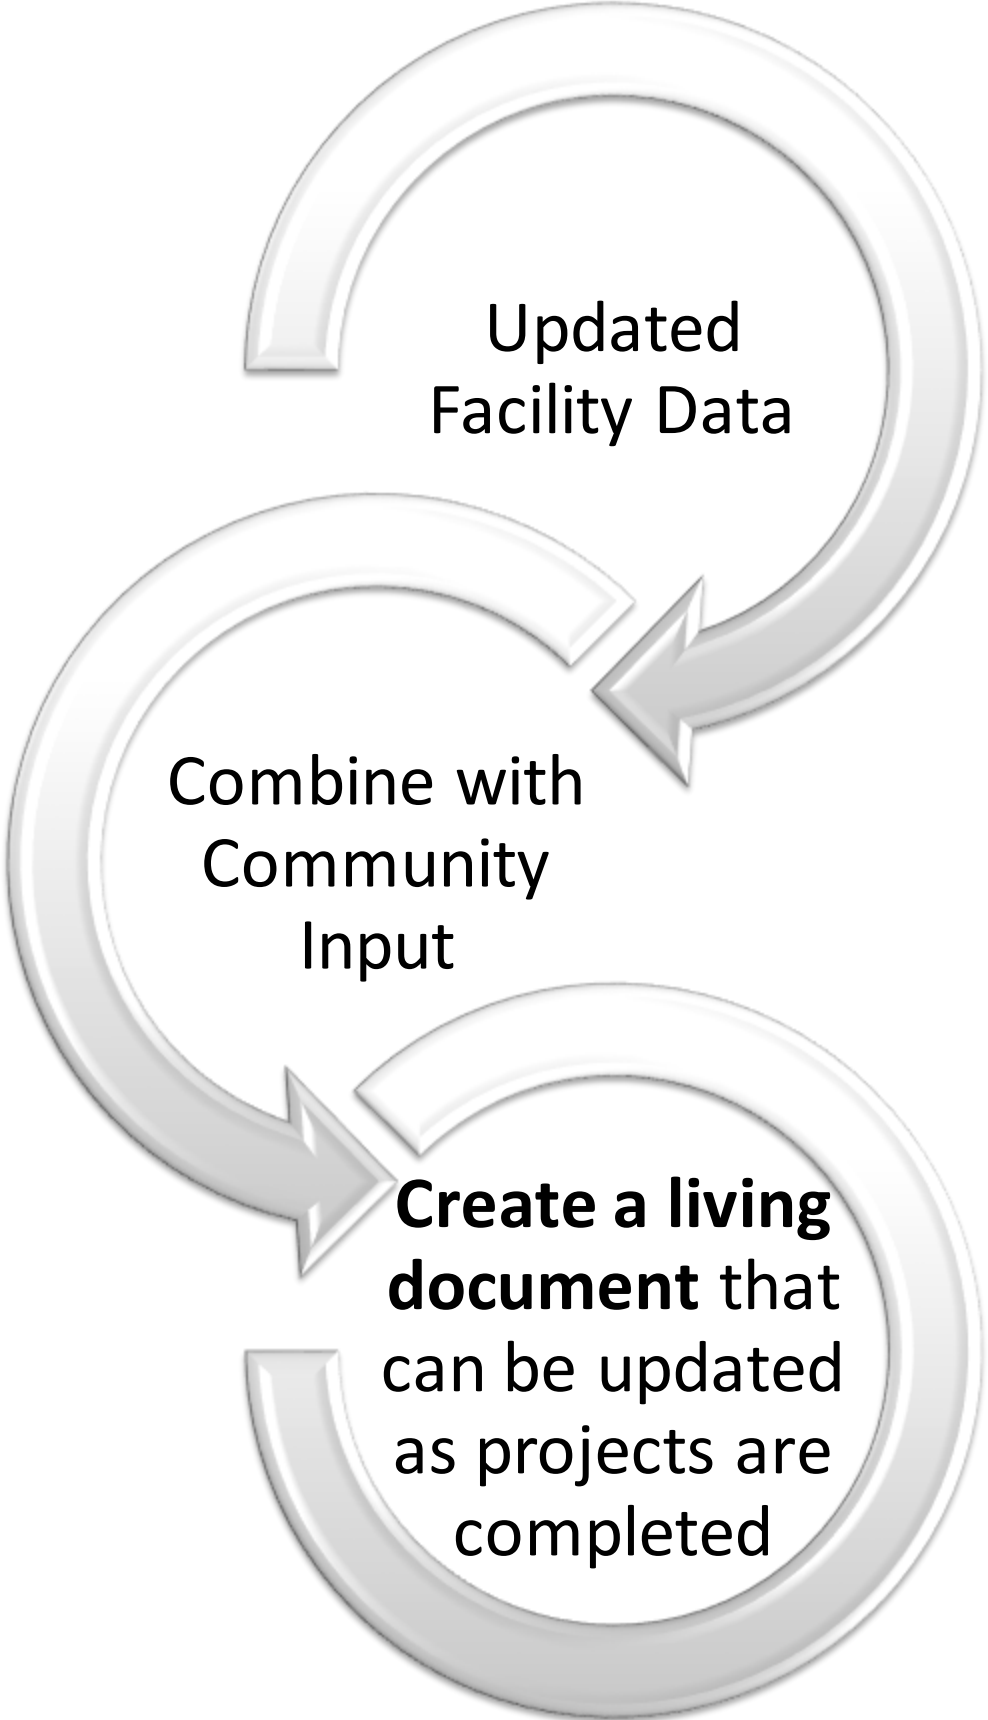 Updated
Facility Data
Combine with
Community
Input
Create a living
document that
can be updated
as projects are
completed